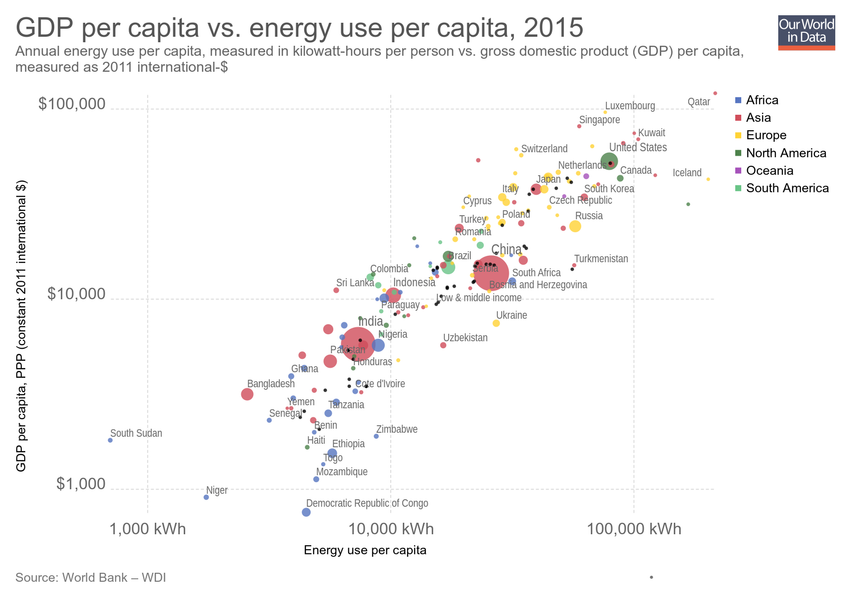 GDP per capita vs. energy use per capita, 2015
Our World
in Data
Annual energy use per capita, measured in kilowatt-hours per person vs. gross domestic product (GDP) per capita,
measured as 2011 international-$
GDP per capita, PPP (constant 2011 international $)
$100,000
$10,000
$1,000
Africa
Asia
Europe
North America
Oceania
South America
Qatar
Luxembourg
Singapore
Kuwait
United States
Switzerland
Netherlands
Canada
Iceland
Japan
Italy
South Korea
Cyprus
Czech Republic
Poland
Russia
Turkey
Romania
China
Brazil
Turkmenistan
Serbia
Colombia
South Africa
Sri Lanka
Indonesia
Bosnia and Herzegovina
Low & middle income
Paraguay
Ukraine
India
Nigeria
Uzbekistan
Pakistan
Honduras
Ghana
Bangladesh
Cote d'Ivoire
Yemen
Tanzania
Senegal
Benin
Zimbabwe
South Sudan
Haiti
Ethiopia
Togo
Mozambique
Niger
Democratic Republic of Congo
1,000 kWh
10,000 kWh
100,000 kWh
Energy use per capita
Source: World Bank – WDI